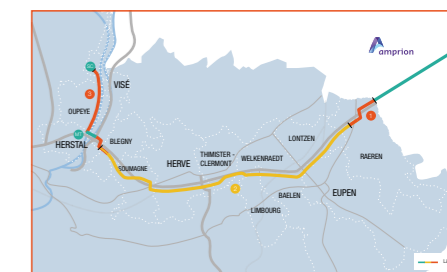 amprion
VISÉ
3
OUPEYE
HERSTAL
BLEGNY
SOUMAGNE
HERVE
THIMISTER -
CLERMONT
WELKENRAEDT
LONTZEN
1
RAEREN
2
BAELEN
EUPEN
LIMBOURG